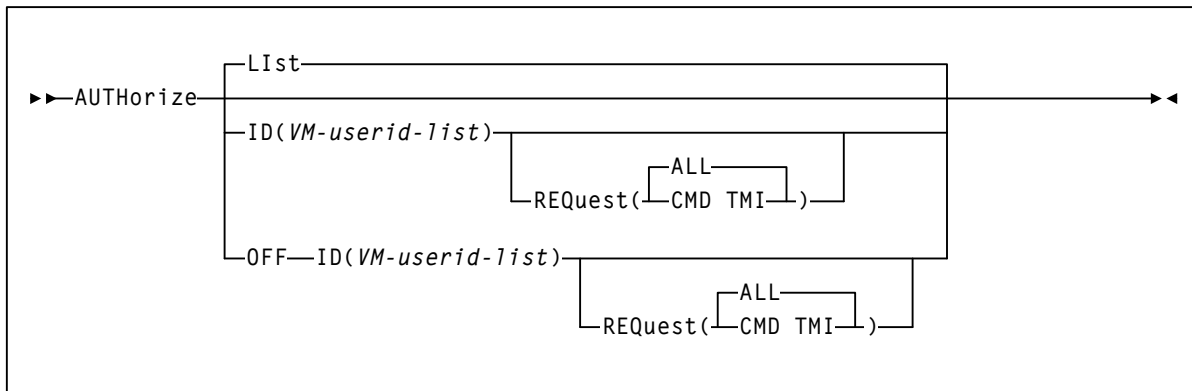 LIst
►►─AUTHorize─►◄
ID(VM-userid-list)
ALL
REQuest(CMD TMI)
OFF─ID(VM-userid-list)
ALL
REQuest(CMD TMI)